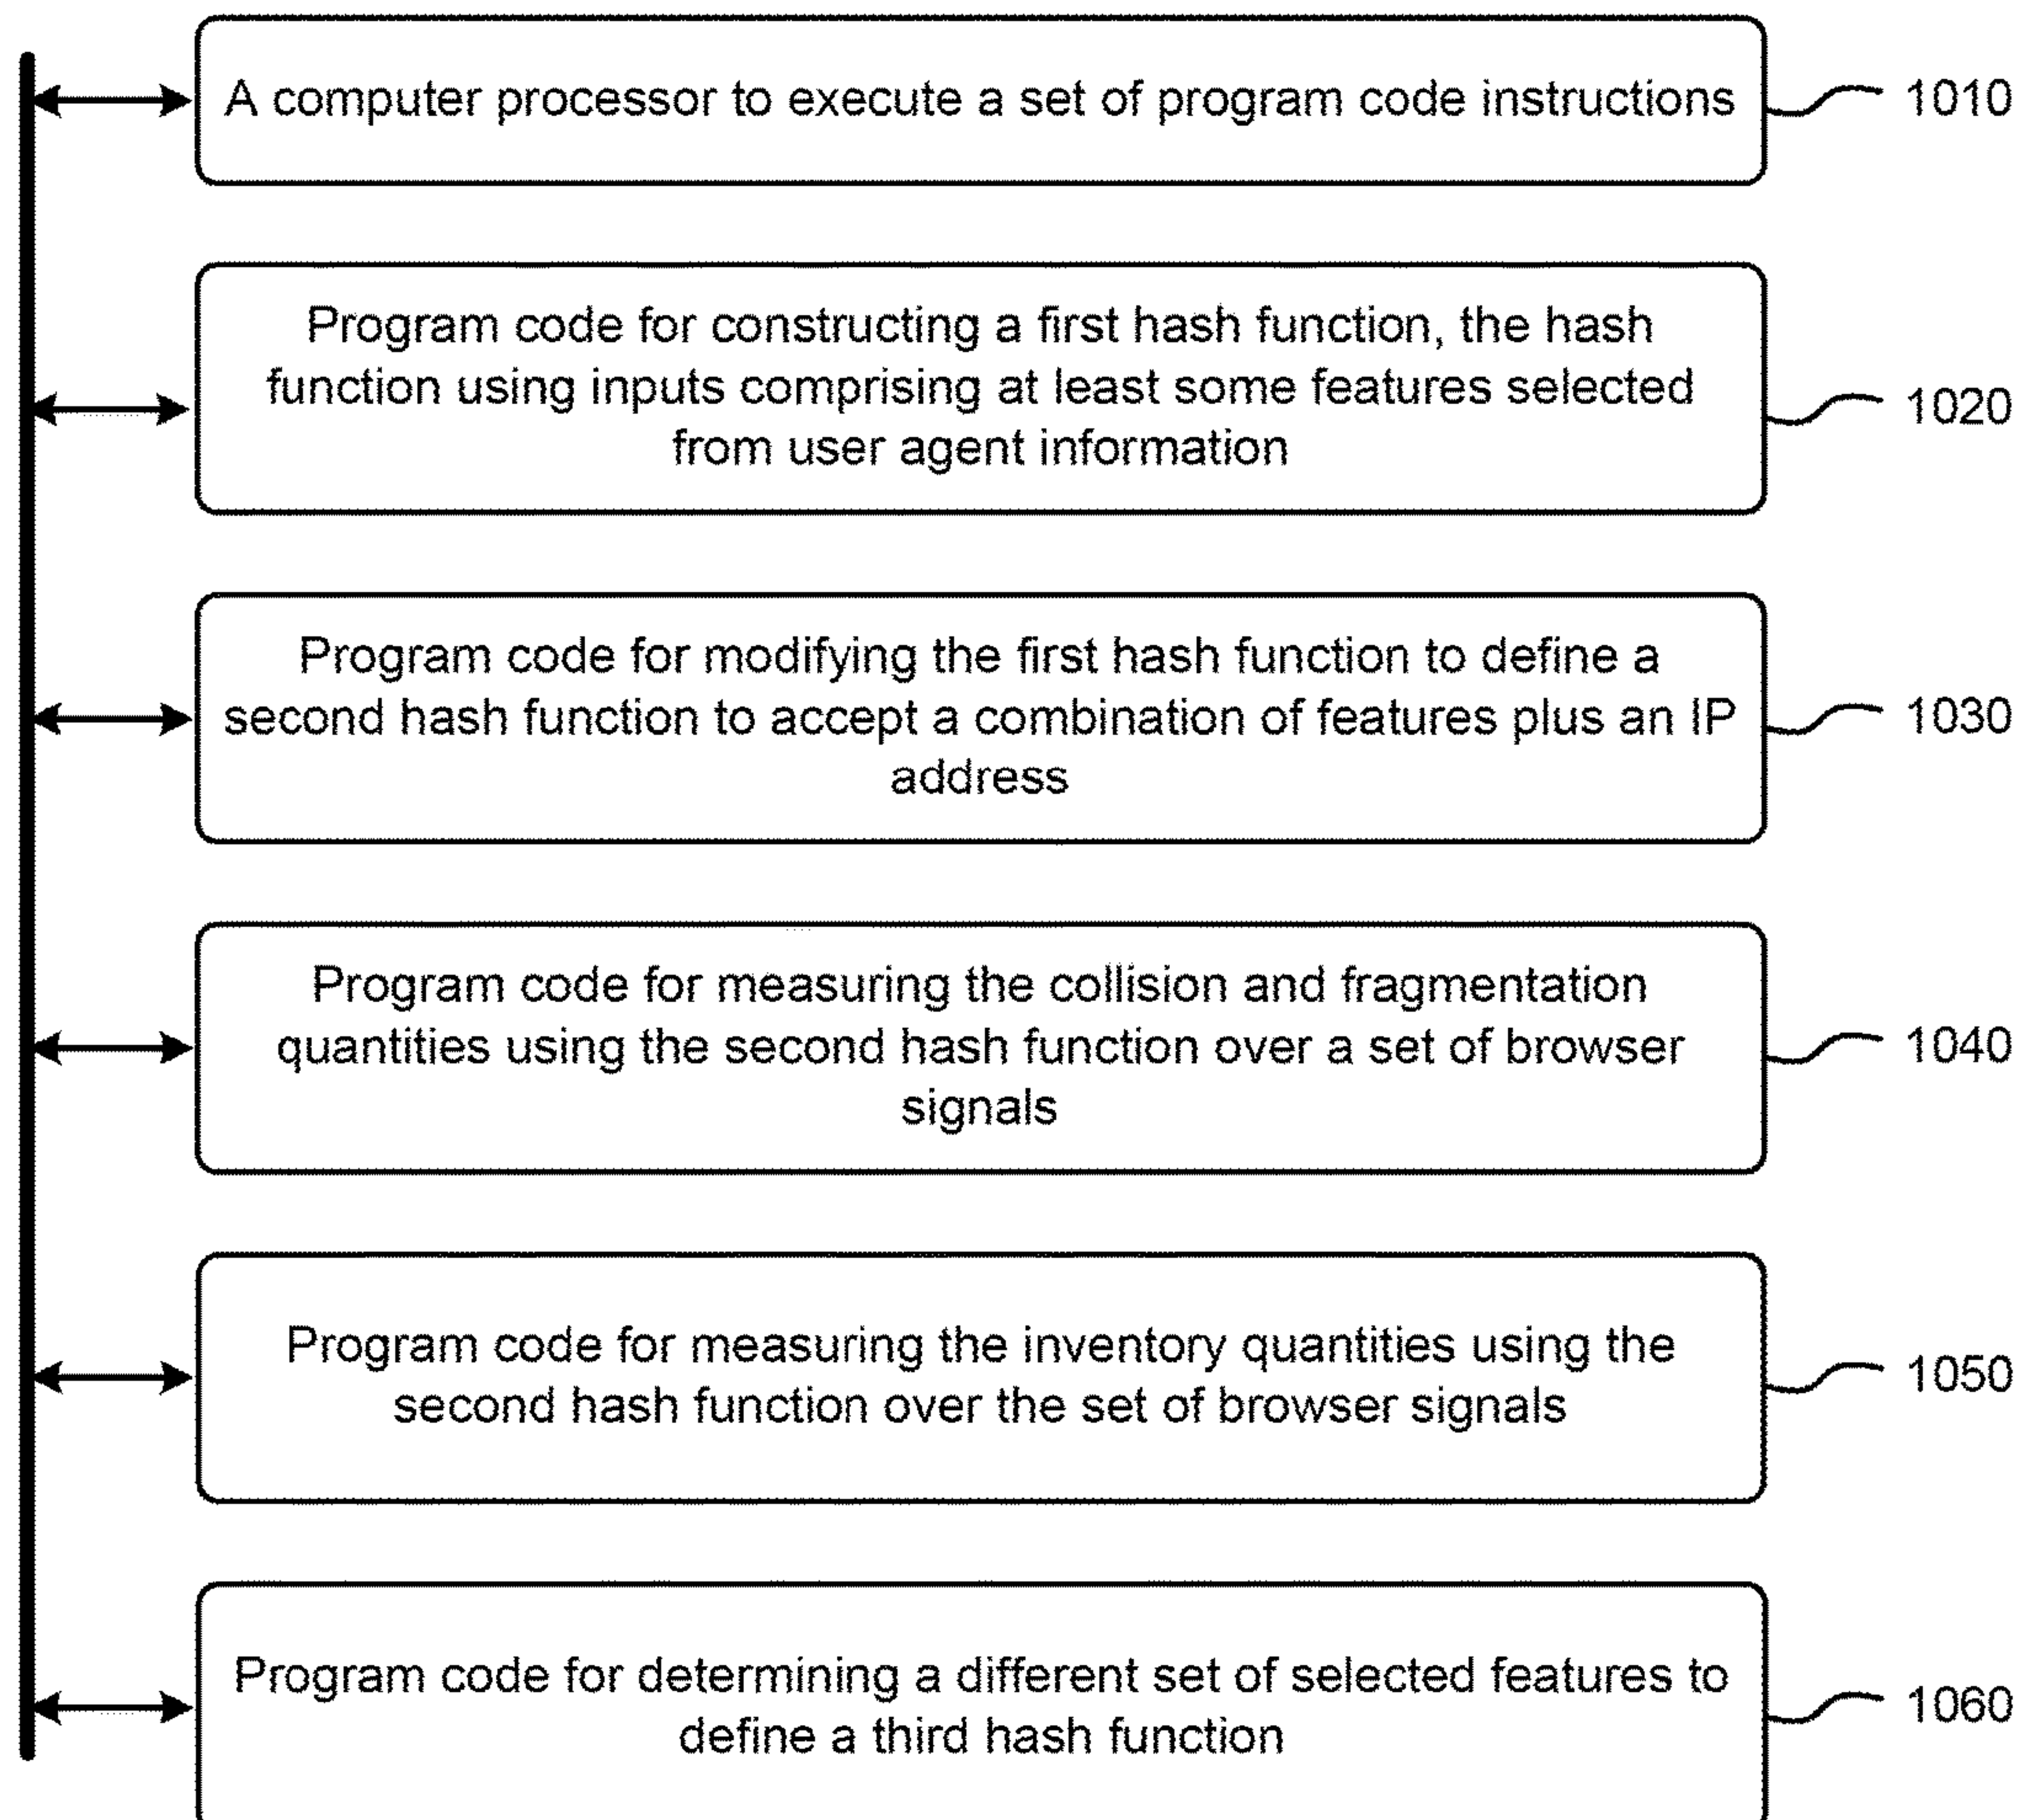 A computer processor to execute a set of program code instructions
1010
Program code for constructing a first hash function, the hash
function using inputs comprising at least some features selected
from user agent information
1020
Program code for modifying the first hash function to define a
second hash function to accept a combination of features plus an IP
address
1030
Program code for measuring the collision and fragmentation
quantities using the second hash function over a set of browser
signals
1040
Program code for measuring the inventory quantities using the
second hash function over the set of browser signals
1050
Program code for determining a different set of selected features to
define a third hash function
1060